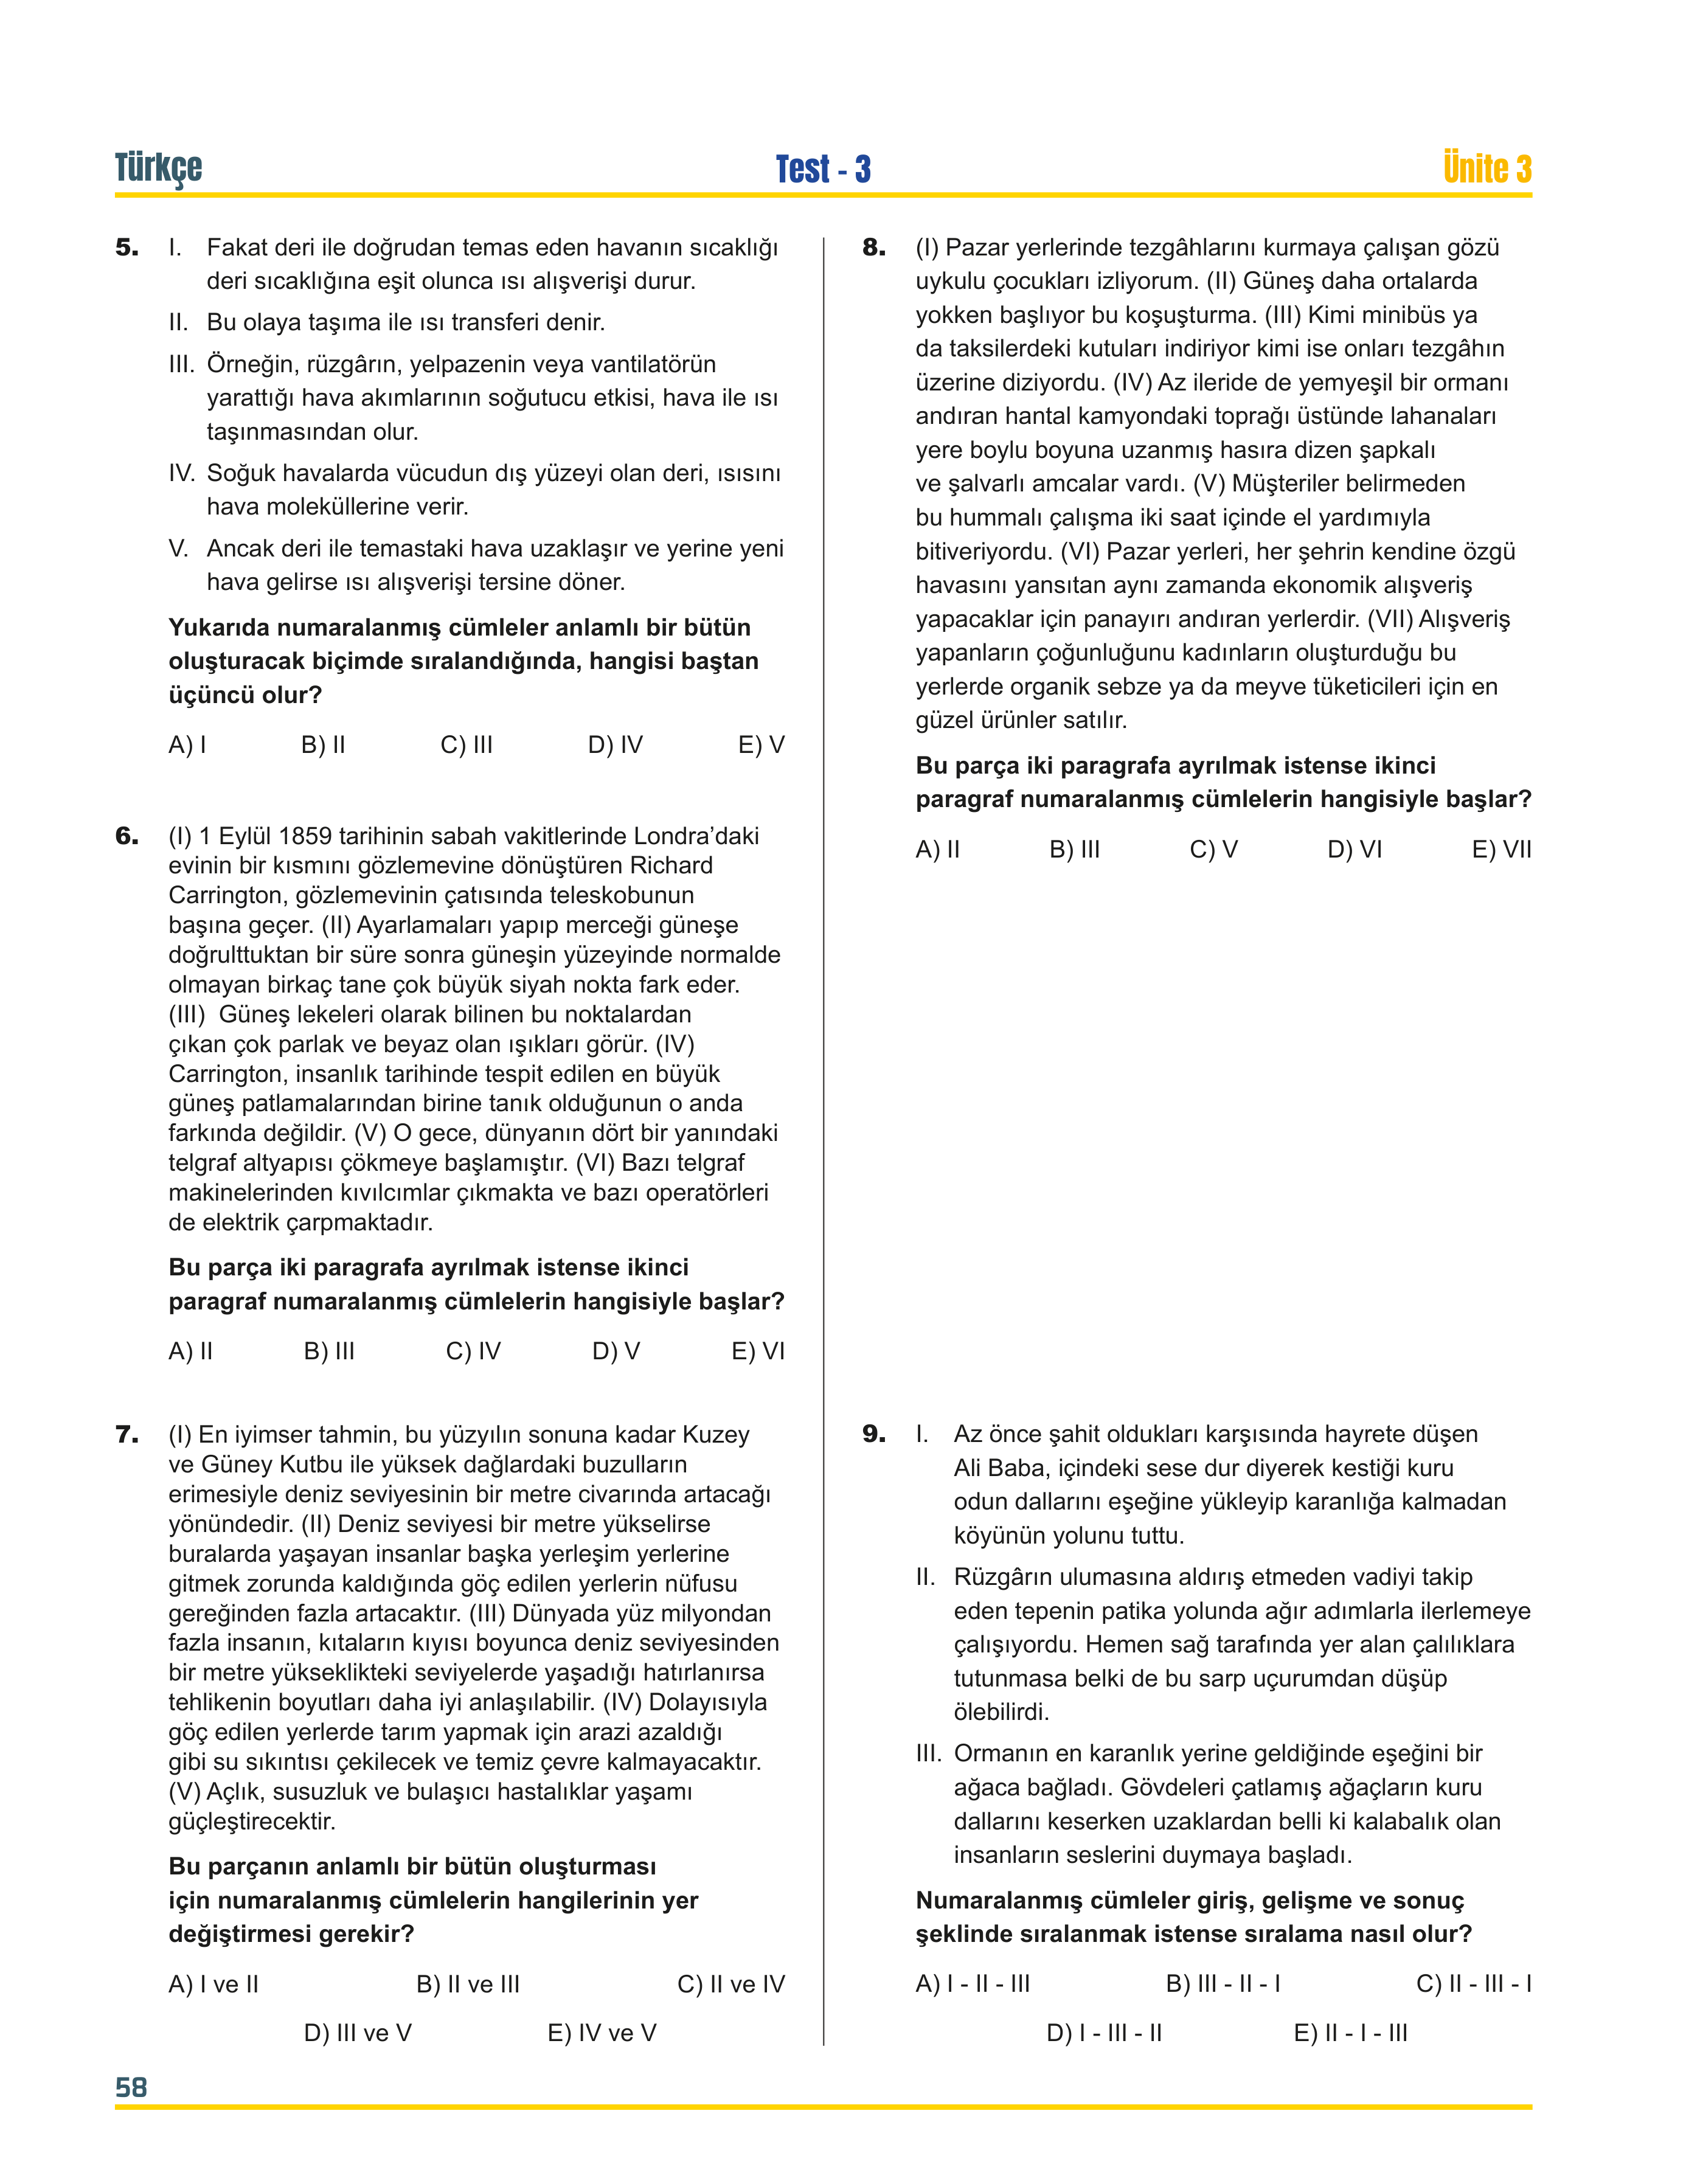 Türkçe
Test - 3
Ünite 3
5. I. Fakat deri ile doğrudan temas eden havanın sıcaklığı
deri sıcaklığına eşit olunca ısı alışverişi durur.
II. Bu olaya taşıma ile ısı transferi denir.
III. Örneğin, rüzgârın, yelpazenin veya vantilatörün
yarattığı hava akımlarının soğutucu etkisi, hava ile ısı
taşınmasından olur.
IV. Soğuk havalarda vücudun dış yüzeyi olan deri, ısısını
hava moleküllerine verir.
V. Ancak deri ile temastaki hava uzaklaşır ve yerine yeni
hava gelirse ısı alışverişi tersine döner.
Yukarıda numaralanmış cümleler anlamlı bir bütün
oluşturacak biçimde sıralandığında, hangisi baştan
üçüncü olur?
A) I B) II C) III D) IV E) V
6. (I) 1 Eylül 1859 tarihinin sabah vakitlerinde Londra’daki
evinin bir kısmını gözlemevine dönüştüren Richard
Carrington, gözlemevinin çatısında teleskobunun
başına geçer. (II) Ayarlamaları yapıp merceği güneşe
doğrulttuktan bir süre sonra güneşin yüzeyinde normalde
olmayan birkaç tane çok büyük siyah nokta fark eder.
(III) Güneş lekeleri olarak bilinen bu noktalardan
çıkan çok parlak ve beyaz olan ışıkları görür. (IV)
Carrington, insanlık tarihinde tespit edilen en büyük
güneş patlamalarından birine tanık olduğunun o anda
farkında değildir. (V) O gece, dünyanın dört bir yanındaki
telgraf altyapısı çökmeye başlamıştır. (VI) Bazı telgraf
makinelerinden kıvılcımlar çıkmakta ve bazı operatörleri
de elektrik çarpmaktadır.
Bu parça iki paragrafa ayrılmak istense ikinci
paragraf numaralanmış cümlelerin hangisiyle başlar?
A) II B) III C) IV D) V E) VI
7. (I) En iyimser tahmin, bu yüzyılın sonuna kadar Kuzey
ve Güney Kutbu ile yüksek dağlardaki buzulların
erimesiyle deniz seviyesinin bir metre civarında artacağı
yönündedir. (II) Deniz seviyesi bir metre yükselirse
buralarda yaşayan insanlar başka yerleşim yerlerine
gitmek zorunda kaldığında göç edilen yerlerin nüfusu
gereğinden fazla artacaktır. (III) Dünyada yüz milyondan
fazla insanın, kıtaların kıyısı boyunca deniz seviyesinden
bir metre yükseklikteki seviyelerde yaşadığı hatırlanırsa
tehlikenin boyutları daha iyi anlaşılabilir. (IV) Dolayısıyla
göç edilen yerlerde tarım yapmak için arazi azaldığı
gibi su sıkıntısı çekilecek ve temiz çevre kalmayacaktır.
(V) Açlık, susuzluk ve bulaşıcı hastalıklar yaşamı
güçleştirecektir.
Bu parçanın anlamlı bir bütün oluşturması
için numaralanmış cümlelerin hangilerinin yer
değiştirmesi gerekir?
A) I ve II B) II ve III C) II ve IV
D) III ve V E) IV ve V
8. (I) Pazar yerlerinde tezgâhlarını kurmaya çalışan gözü
uykulu çocukları izliyorum. (II) Güneş daha ortalarda
yokken başlıyor bu koşuşturma. (III) Kimi minibüs ya
da taksilerdeki kutuları indiriyor kimi ise onları tezgâhın
üzerine diziyordu. (IV) Az ileride de yemyeşil bir ormanı
andıran hantal kamyondaki toprağı üstünde lahanaları
yere boylu boyuna uzanmış hasıra dizen şapkalı
ve şalvarlı amcalar vardı. (V) Müşteriler belirmeden
bu hummalı çalışma iki saat içinde el yardımıyla
bitiveriyordu. (VI) Pazar yerleri, her şehrin kendine özgü
havasını yansıtan aynı zamanda ekonomik alışveriş
yapacaklar için panayırı andıran yerlerdir. (VII) Alışveriş
yapanların çoğunluğunu kadınların oluşturduğu bu
yerlerde organik sebze ya da meyve tüketicileri için en
güzel ürünler satılır.
Bu parça iki paragrafa ayrılmak istense ikinci
paragraf numaralanmış cümlelerin hangisiyle başlar?
A) II B) III C) V D) VI E) VII
9. I. Az önce şahit oldukları karşısında hayrete düşen
Ali Baba, içindeki sese dur diyerek kestiği kuru
odun dallarını eşeğine yükleyip karanlığa kalmadan
köyünün yolunu tuttu.
II. Rüzgârın ulumasına aldırış etmeden vadiyi takip
eden tepenin patika yolunda ağır adımlarla ilerlemeye
çalışıyordu. Hemen sağ tarafında yer alan çalılıklara
tutunmasa belki de bu sarp uçurumdan düşüp
ölebilirdi.
III. Ormanın en karanlık yerine geldiğinde eşeğini bir
ağaca bağladı. Gövdeleri çatlamış ağaçların kuru
dallarını keserken uzaklardan belli ki kalabalık olan
insanların seslerini duymaya başladı.
Numaralanmış cümleler giriş, gelişme ve sonuç
şeklinde sıralanmak istense sıralama nasıl olur?
A) I - II - III B) III - II - I C) II - III - I
D) I - III - II E) II - I - III
58